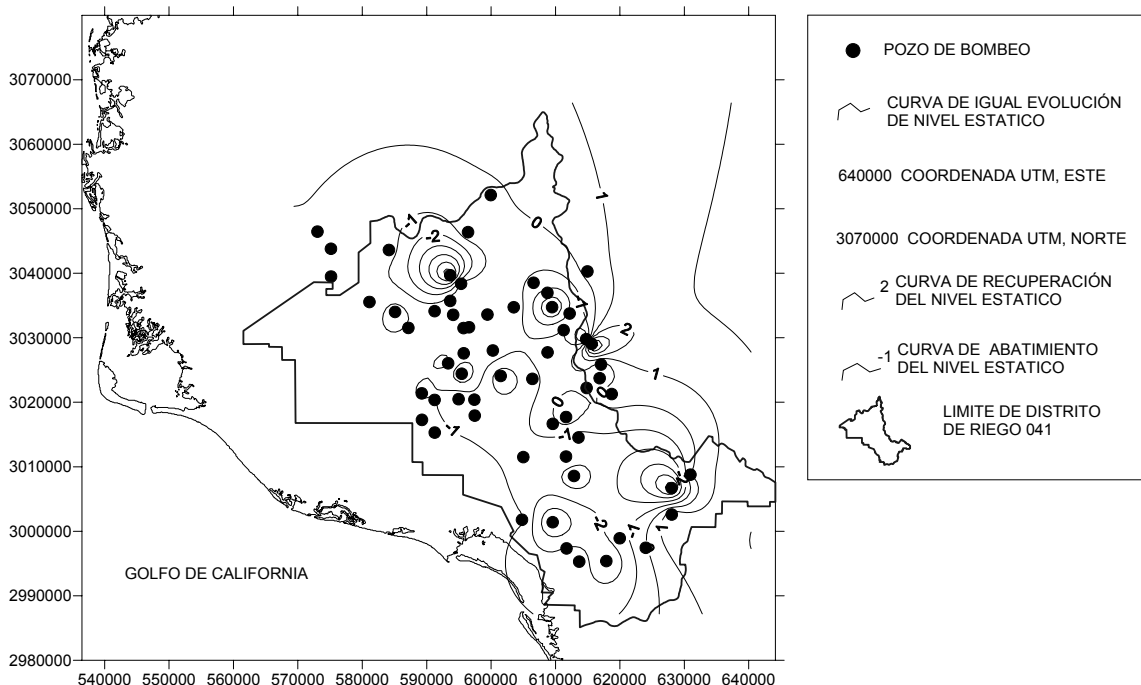 3070000
3060000
3050000
3040000
3030000
3020000
3010000
3000000
2990000
2980000
540000 550000 560000 570000 580000 590000 600000 610000 620000 630000 640000
GOLFO DE CALIFORNIA
-1
-2
0
1
1
2
1
0
0
-1
-1
-2
-2
-1
1
POZO DE BOMBEO
CURVA DE IGUAL EVOLUCIÓN
DE NIVEL ESTATICO
640000 COORDENADA UTM, ESTE
3070000 COORDENADA UTM, NORTE
2 CURVA DE RECUPERACIÓN
DEL NIVEL ESTATICO
-1 CURVA DE ABATIMIENTO
DEL NIVEL ESTATICO
LIMITE DE DISTRITO
DE RIEGO 041